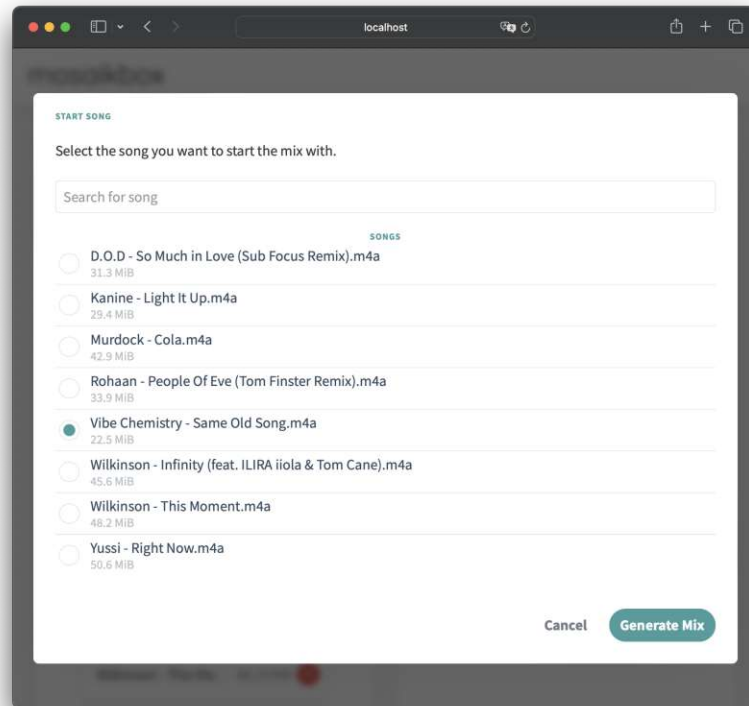 localhost
mosaikbox
START SONG
Select the song you want to start the mix with.
Search for song
SONGS
D.O.D - So Much in Love (Sub Focus Remix).m4a
31.3 MiB
Kanine - Light It Up.m4a
29.4 MiB
Murdock - Cola.m4a
42.9 MiB
Rohaan - People Of Eve (Tom Finster Remix).m4a
33.9 MiB
Vibe Chemistry - Same Old Song.m4a
22.5 MiB
Wilkinson - Infinity (feat. ILIRA iiola & Tom Cane).m4a
45.6 MiB
Wilkinson - This Moment.m4a
48.2 MiB
Yussi - Right Now.m4a
50.6 MiB
Cancel Generate Mix